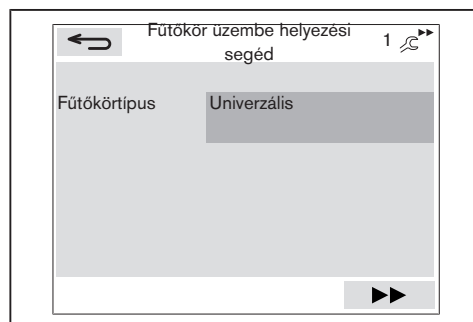 Fűtőkör üzembe helyezési
segéd
1
Fűtőkörtípus
Univerzális